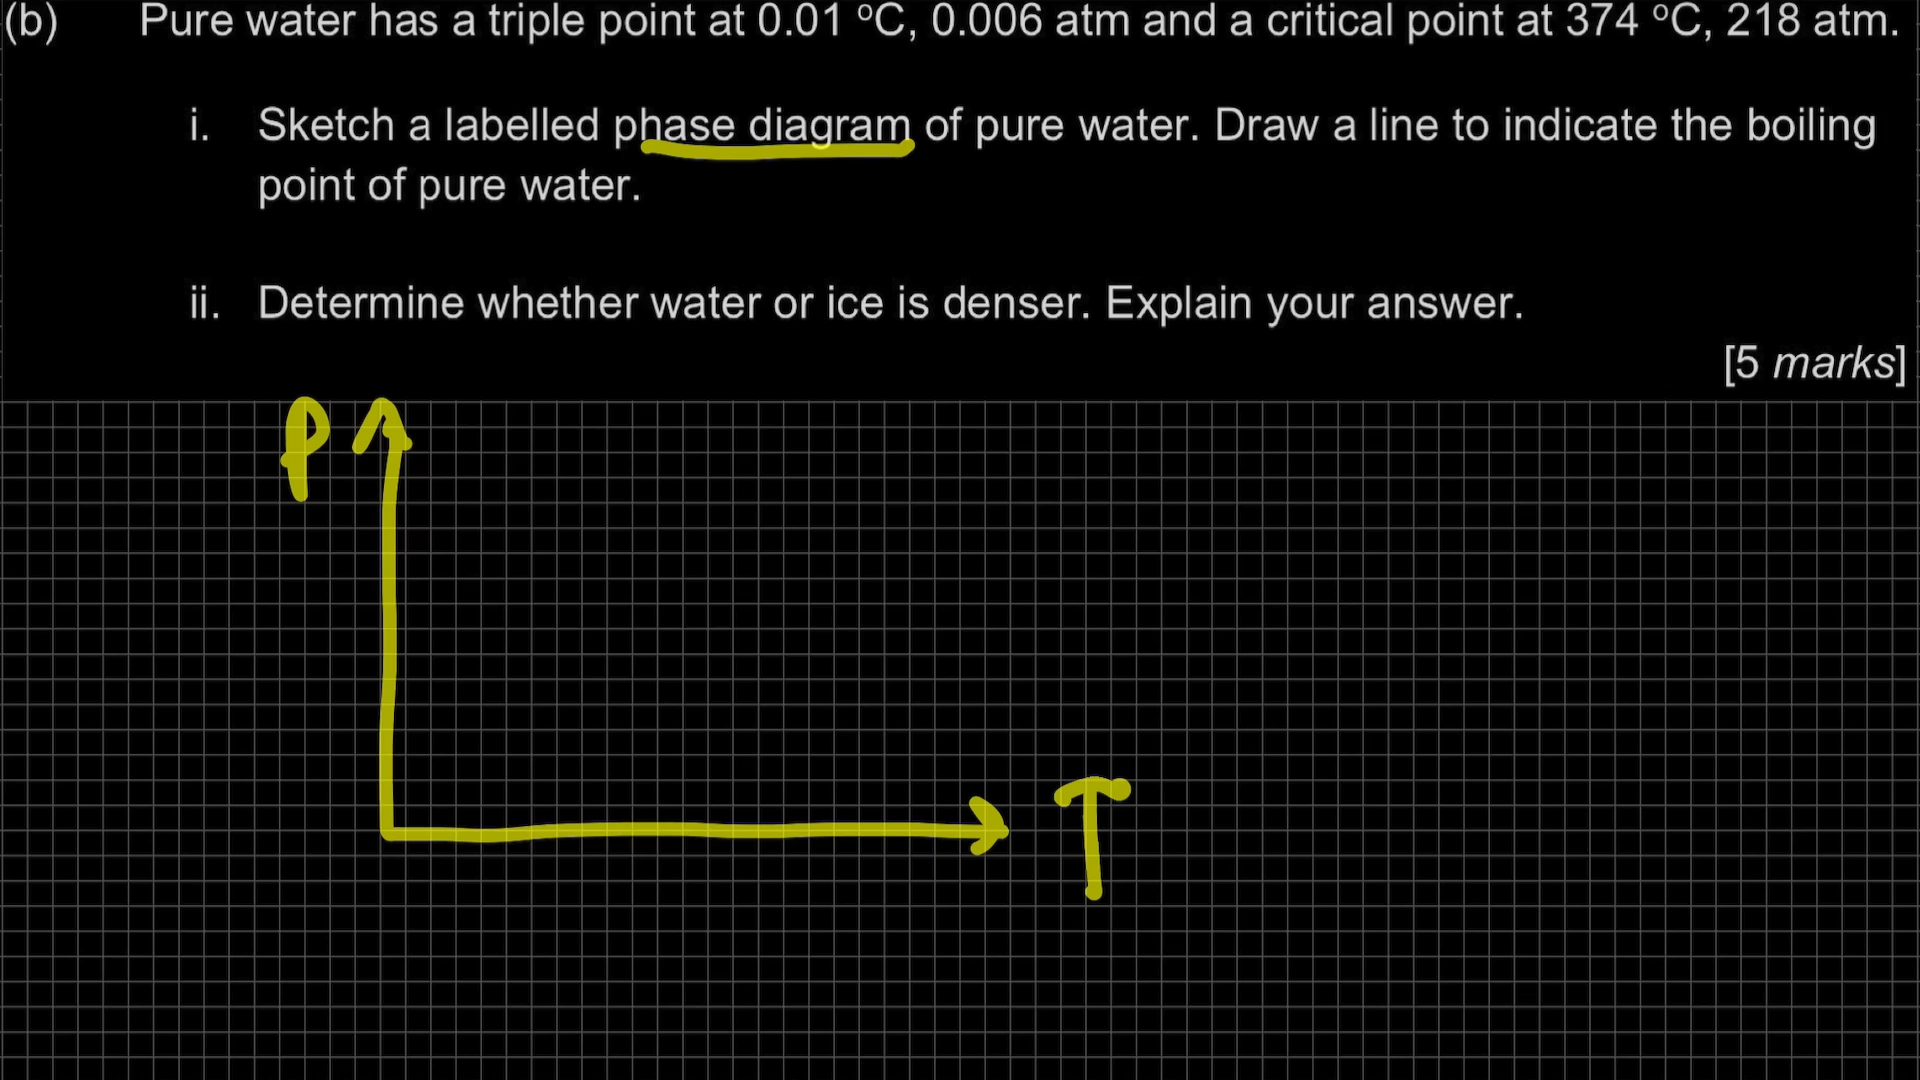 (b) Pure water has a triple point at 0.01 ºC, 0.006 atm and a critical point at 374 ºC, 218 atm.
i. Sketch a labelled phase diagram of pure water. Draw a line to indicate the boiling
point of pure water.
ii. Determine whether water or ice is denser. Explain your answer.
[5 marks]
P
T